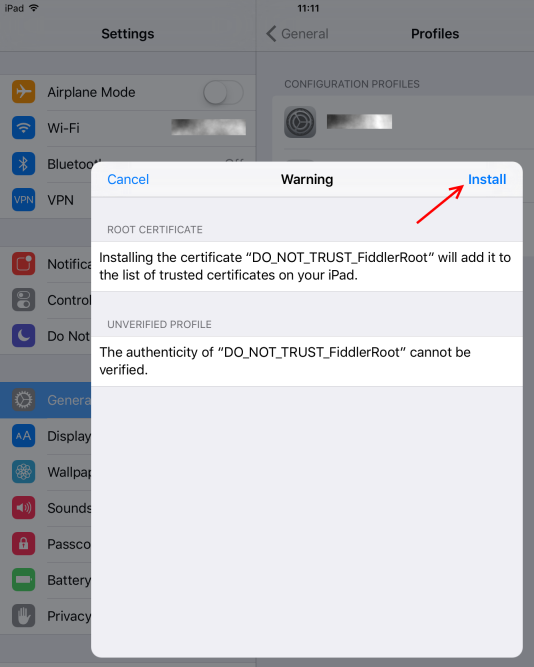 iPad
11:11
Settings
General
Profiles
Airplane Mode
Wi-Fi
Bluetooth
Off
VPN
VPN
CONFIGURATION PROFILES
Cancel
Warning
Install
ROOT CERTIFICATE
Installing the certificate “DO_NOT_TRUST_FiddlerRoot” will add it to
the list of trusted certificates on your iPad.
UNVERIFIED PROFILE
The authenticity of “DO_NOT_TRUST_FiddlerRoot” cannot be
verified.
Notifica
Control
Do Not
Genera
AA
Display
Wallpap
Sounds
Passco
Battery
Privacy